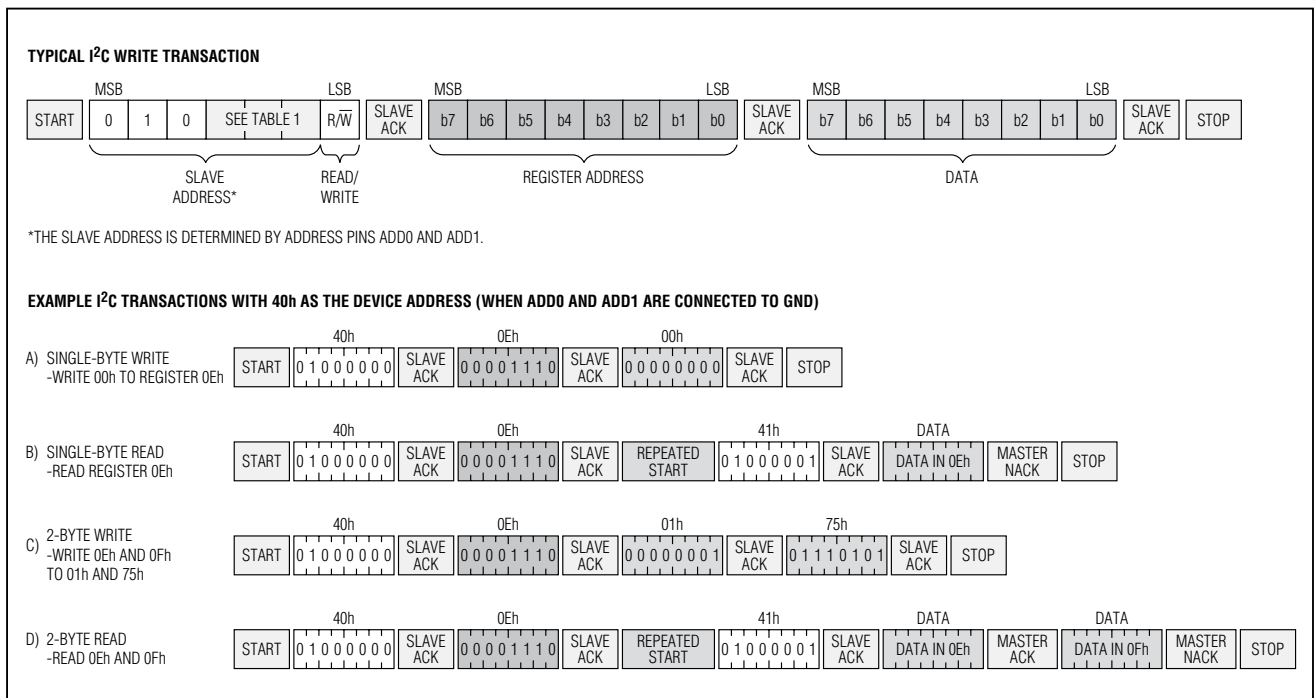 TYPICAL I2C WRITE TRANSACTION
MSB LSB MSB LSB MSB LSB
START 0 1 0 SEE TABLE 1 R/W̅ SLAVE ACK b7 b6 b5 b4 b3 b2 b1 b0 SLAVE ACK b7 b6 b5 b4 b3 b2 b1 b0 SLAVE ACK STOP
SLAVE ADDRESS* READ/WRITE REGISTER ADDRESS DATA
*THE SLAVE ADDRESS IS DETERMINED BY ADDRESS PINS ADD0 AND ADD1.
EXAMPLE I2C TRANSACTIONS WITH 40h AS THE DEVICE ADDRESS (WHEN ADD0 AND ADD1 ARE CONNECTED TO GND)
40h 0Eh 00h
A) SINGLE-BYTE WRITE
-WRITE 00h TO REGISTER 0Eh
START 0 1 0 0 0 0 0 0 SLAVE ACK 0 0 0 0 1 1 1 0 SLAVE ACK 0 0 0 0 0 0 0 0 SLAVE ACK STOP
40h 0Eh 41h DATA
B) SINGLE-BYTE READ
-READ REGISTER 0Eh
START 0 1 0 0 0 0 0 0 SLAVE ACK 0 0 0 0 1 1 1 0 SLAVE ACK REPEATED START 0 1 0 0 0 0 0 1 SLAVE ACK DATA IN 0Eh MASTER NACK STOP
40h 0Eh 01h 75h
C) 2-BYTE WRITE
-WRITE 0Eh AND 0Fh
TO 01h AND 75h
START 0 1 0 0 0 0 0 0 SLAVE ACK 0 0 0 0 1 1 1 0 SLAVE ACK 0 0 0 0 0 0 0 1 SLAVE ACK 0 1 1 1 0 1 0 1 SLAVE ACK STOP
40h 0Eh 41h DATA DATA
D) 2-BYTE READ
-READ 0Eh AND 0Fh
START 0 1 0 0 0 0 0 0 SLAVE ACK 0 0 0 0 1 1 1 0 SLAVE ACK REPEATED START 0 1 0 0 0 0 0 1 SLAVE ACK DATA IN 0Eh MASTER ACK DATA IN 0Fh MASTER NACK STOP